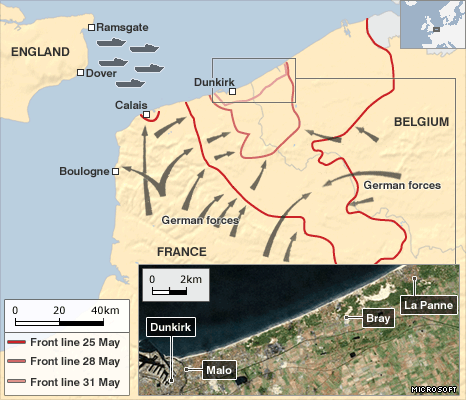 Ramsgate
ENGLAND
Dover
Dunkirk
Calais
BELGIUM
Boulogne
German forces
German forces
FRANCE
0 2km
0 20 40km
Front line 25 May
Front line 28 May
Front line 31 May
La Panne
Bray
Dunkirk
Malo
MICROSOFT